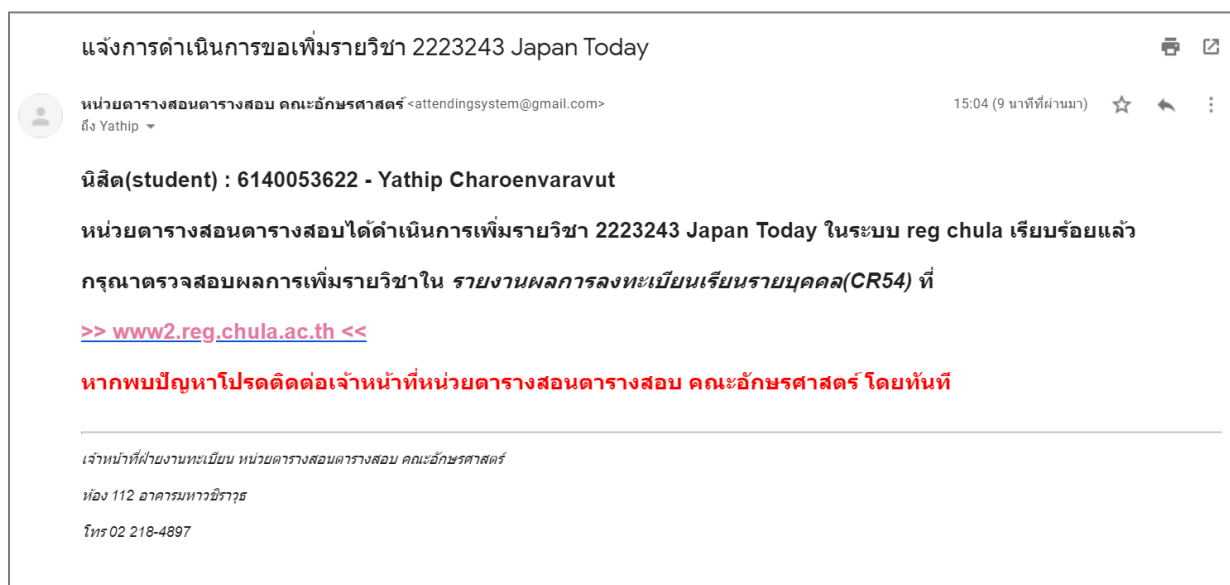 แจ้งการดำเนินการขอเพิ่มรายวิชา 2223243 Japan Today
หน่วยตารางสอนตารางสอบ คณะอักษรศาสตร์ <attendingsystem@gmail.com>
15:04 (9 นาทีที่ผ่านมา)
ถึง Yathip
นิสิต(student) : 6140053622 - Yathip Charoenvaravut
หน่วยตารางสอนตารางสอบได้ดำเนินการเพิ่มรายวิชา 2223243 Japan Today ในระบบ reg chula เรียบร้อยแล้ว
กรุณาตรวจสอบผลการเพิ่มรายวิชาใน รายงานผลการลงทะเบียนเรียนรายบุคคล(CR54) ที่
>> www2.reg.chula.ac.th <<
หากพบปัญหาโปรดติดต่อเจ้าหน้าที่หน่วยตารางสอนตารางสอบ คณะอักษรศาสตร์ โดยทันที
เจ้าหน้าที่ฝ่ายงานทะเบียน หน่วยตารางสอนตารางสอบ คณะอักษรศาสตร์
ห้อง 112 อาคารมหาวชิราวุธ
โทร 02 218-4897